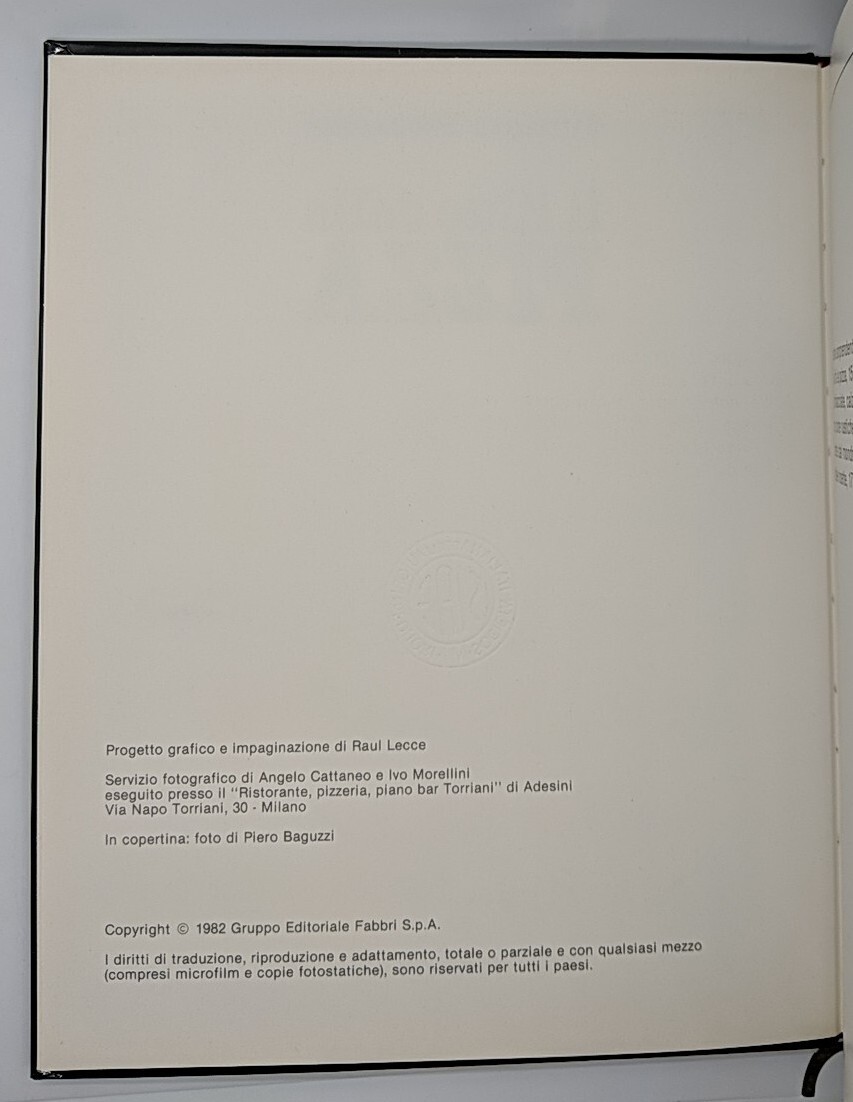 Progetto grafico e impaginazione di Raul Lecce
Servizio fotografico di Angelo Cattaneo e Ivo Morellini
eseguito presso il "Ristorante, pizzeria, piano bar Torriani" di Adesini
Via Napo Torriani, 30 - Milano
In copertina: foto di Piero Baguzzi
Copyright © 1982 Gruppo Editoriale Fabbri S.p.A.
I diritti di traduzione, riproduzione e adattamento, totale o parziale e con qualsiasi mezzo
(compresi microfilm e copie fotostatiche), sono riservati per tutti i paesi.